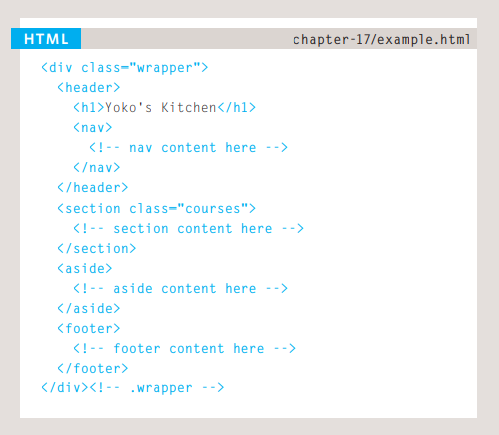 HTML
chapter-17/example.html
<div class="wrapper">
  <header>
    <h1>Yoko's Kitchen</h1>
    <nav>
      <!-- nav content here -->
    </nav>
  </header>
  <section class="courses">
    <!-- section content here -->
  </section>
  <aside>
    <!-- aside content here -->
  </aside>
  <footer>
    <!-- footer content here -->
  </footer>
</div><!-- .wrapper -->